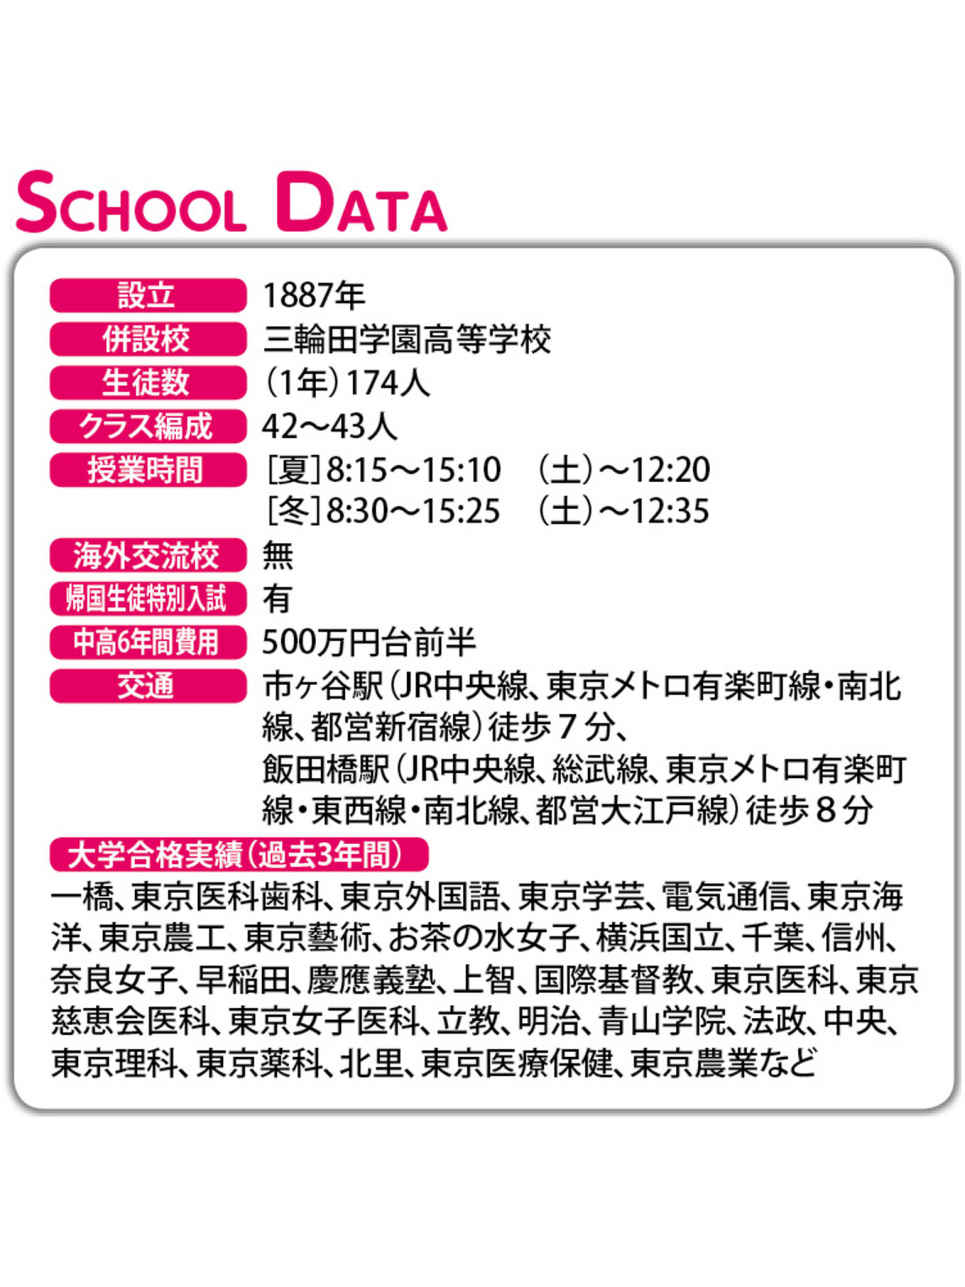 SCHOOL DATA
設立 1887年
併設校 三輪田学園高等学校
生徒数 （1年）174人
クラス編成 42〜43人
授業時間 ［夏］8:15〜15:10 （土）〜12:20
［冬］8:30〜15:25 （土）〜12:35
海外交流校 無
帰国生徒特別入試 有
中高6年間費用 500万円台前半
交通 市ヶ谷駅（JR中央線、東京メトロ有楽町線・南北
線、都営新宿線）徒歩７分、
飯田橋駅（JR中央線、総武線、東京メトロ有楽町
線・東西線・南北線、都営大江戸線）徒歩８分
大学合格実績（過去3年間）
一橋、東京医科歯科、東京外国語、東京学芸、電気通信、東京海
洋、東京農工、東京藝術、お茶の水女子、横浜国立、千葉、信州、
奈良女子、早稲田、慶應義塾、上智、国際基督教、東京医科、東京
慈恵会医科、東京女子医科、立教、明治、青山学院、法政、中央、
東京理科、東京薬科、北里、東京医療保健、東京農業など